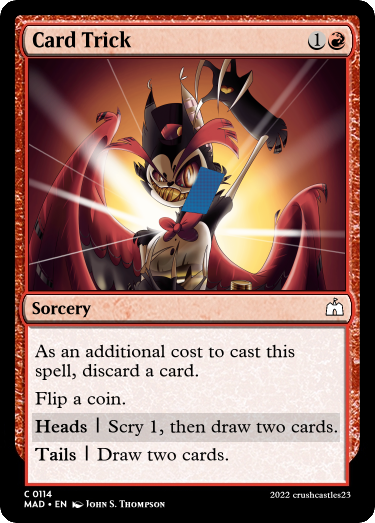 Card Trick 1
Sorcery
As an additional cost to cast this
spell, discard a card.
Flip a coin.
Heads | Scry 1, then draw two cards.
Tails | Draw two cards.
C 0114
MAD • EN John S. Thompson
2022 crushcastles23